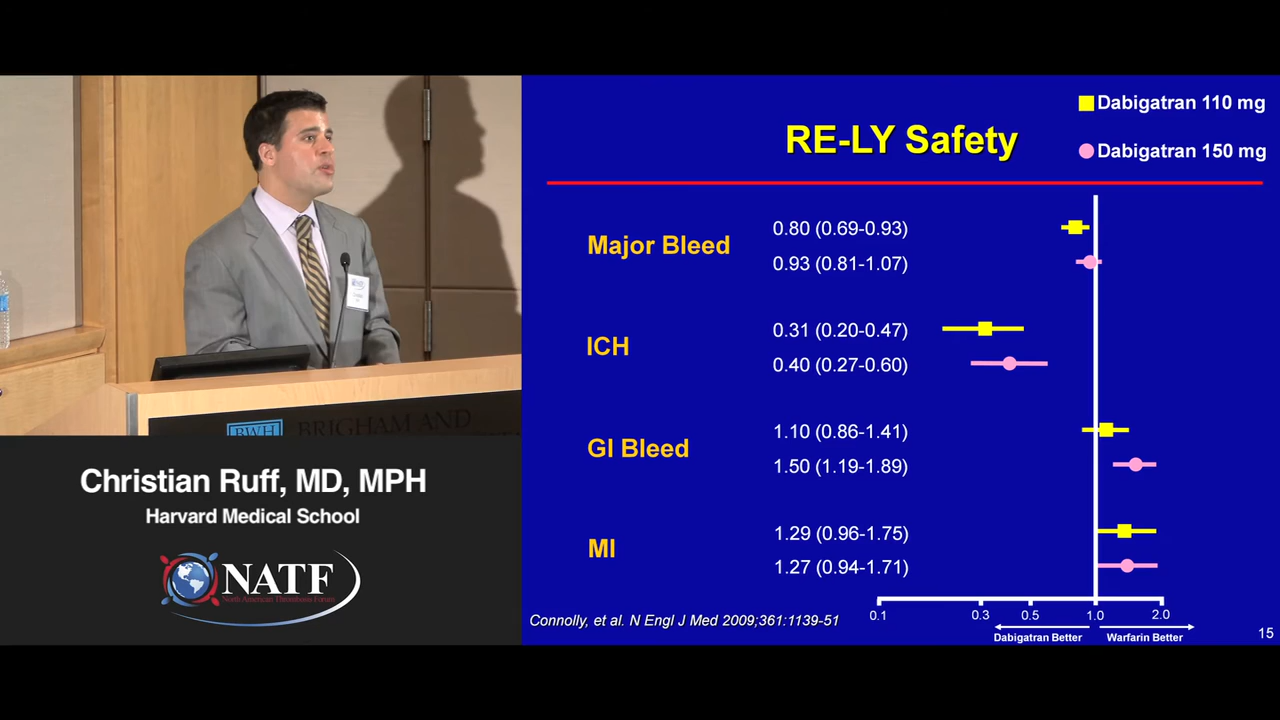 BWH
BRIGHAM AND
Christian Ruff, MD, MPH
Harvard Medical School
NATF
North American Thrombosis Forum
RE-LY Safety
Dabigatran 110 mg
Dabigatran 150 mg
Major Bleed
0.80 (0.69-0.93)
0.93 (0.81-1.07)
ICH
0.31 (0.20-0.47)
0.40 (0.27-0.60)
GI Bleed
1.10 (0.86-1.41)
1.50 (1.19-1.89)
MI
1.29 (0.96-1.75)
1.27 (0.94-1.71)
0.1 0.3 0.5 1.0 2.0
Dabigatran Better Warfarin Better
Connolly, et al. N Engl J Med 2009;361:1139-51
15